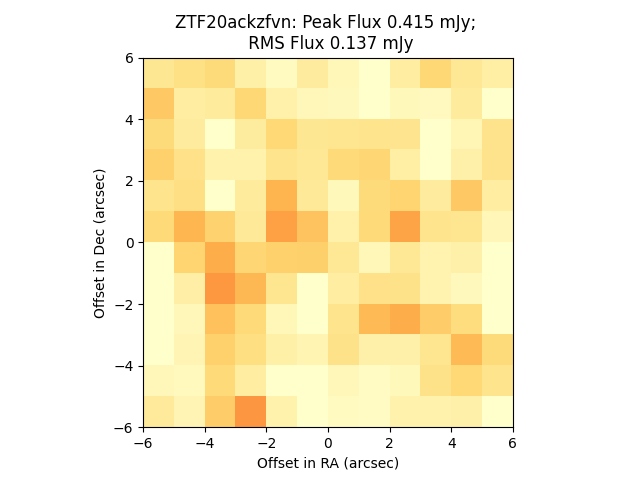 ZTF20ackzfvn: Peak Flux 0.415 mJy;
RMS Flux 0.137 mJy
6
4
2
0
−2
−4
−6
Offset in Dec (arcsec)
−6 −4 −2 0 2 4 6
Offset in RA (arcsec)